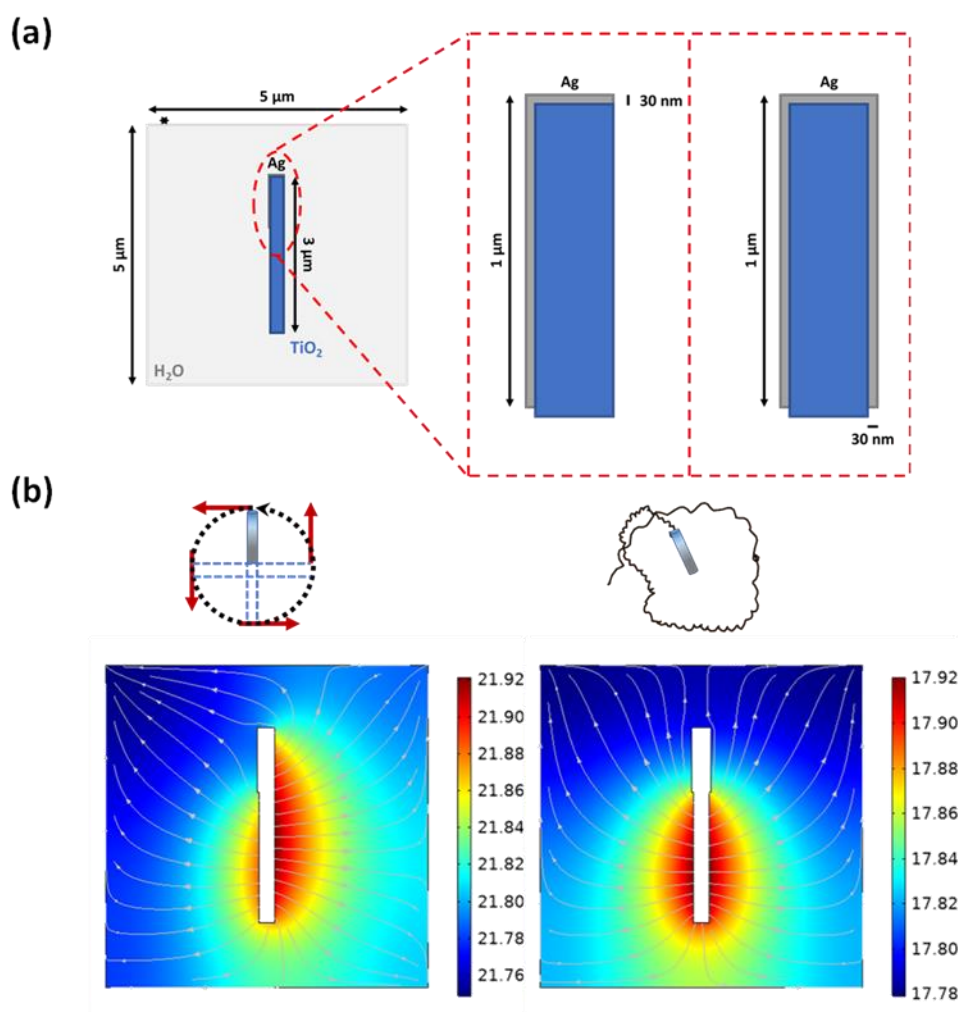 (a)
5 µm
*
Ag
5 µm
3 µm
TiO₂
H₂O
Ag
30 nm
1 µm
Ag
1 µm
30 nm
(b)
21.92
21.90
21.88
21.86
21.84
21.82
21.80
21.78
21.76
17.92
17.90
17.88
17.86
17.84
17.82
17.80
17.78